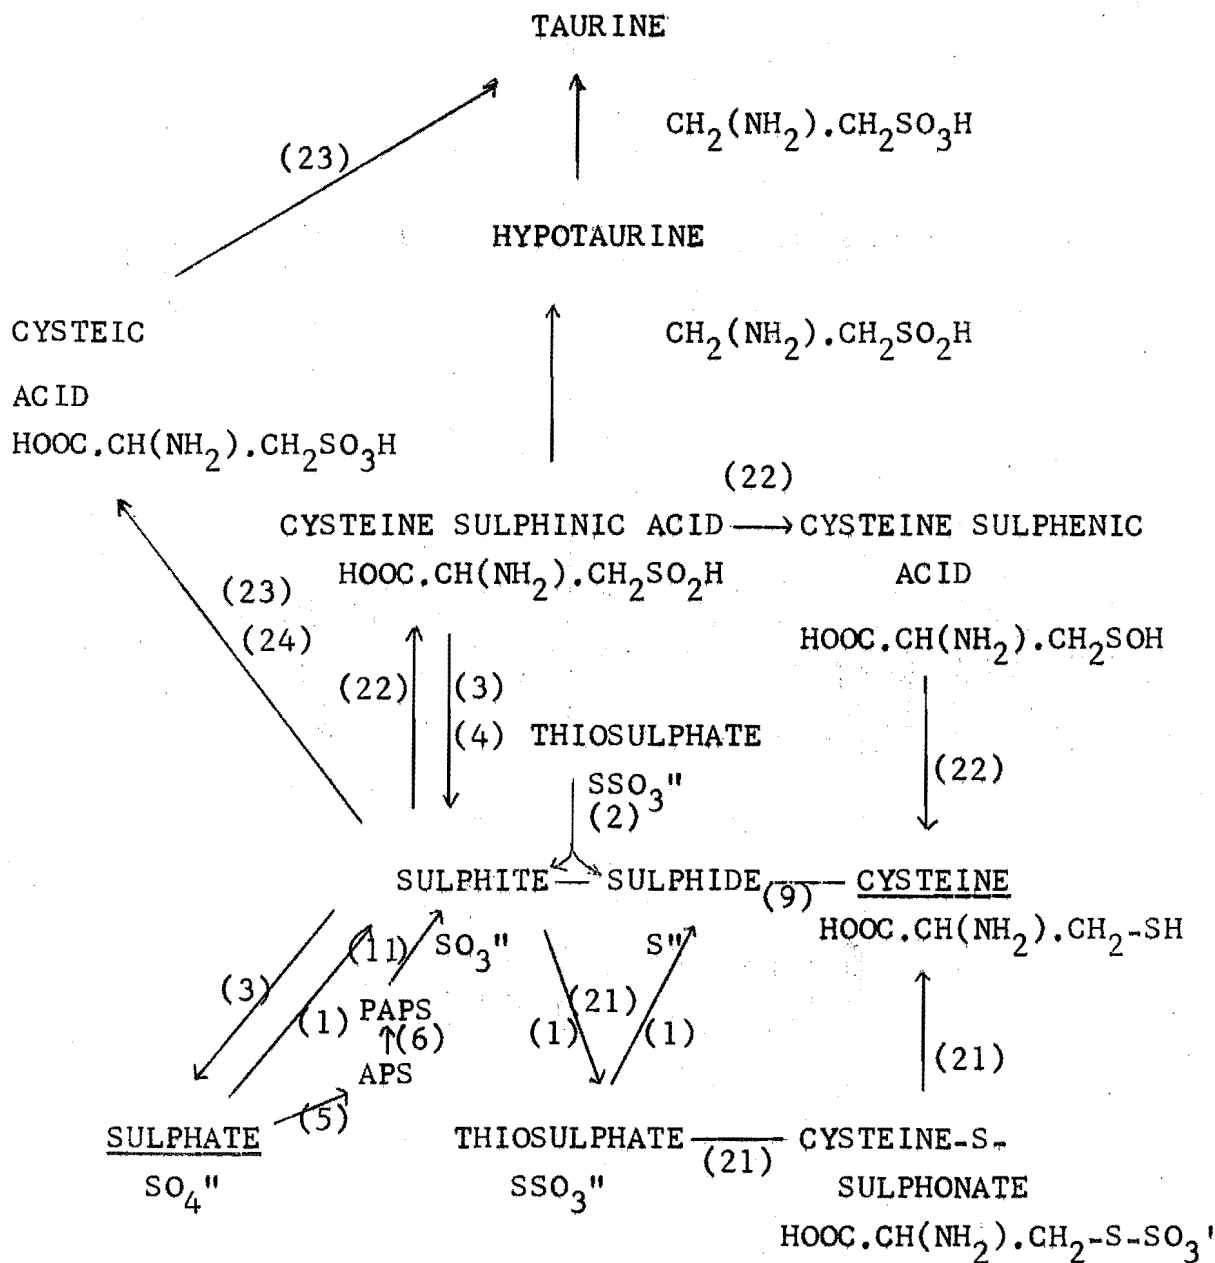 TAURINE
CH₂(NH₂).CH₂SO₃H
(23)
HYPOTAURINE
CYSTEIC
CH₂(NH₂).CH₂SO₂H
ACID
HOOC.CH(NH₂).CH₂SO₃H
(22)
CYSTEINE SULPHINIC ACID CYSTEINE SULPHENIC
HOOC.CH(NH₂).CH₂SO₂H ACID
(23)
(24) HOOC.CH(NH₂).CH₂SOH
(22) (3)
(4) THIOSULPHATE
(22)
SSO₃"
(2)
SULPHITE SULPHIDE (9) CYSTEINE
HOOC.CH(NH₂).CH₂-SH
(11) SO₃" S"
(3) (21)
(1) PAPS (1) (1)
(6) (21)
APS
(5)
SULPHATE THIOSULPHATE (21) CYSTEINE-S-
SO₄" SSO₃" SULPHONATE
HOOC.CH(NH₂).CH₂-S-SO₃'